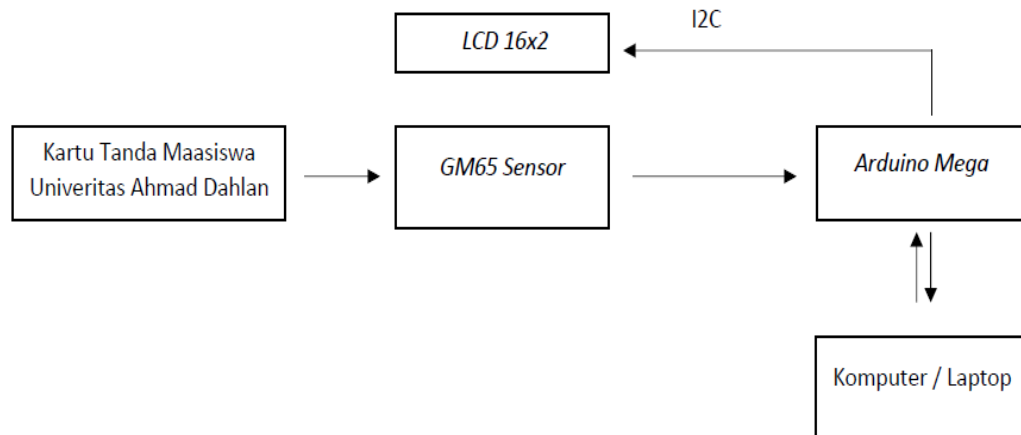 I2C
LCD 16x2
Kartu Tanda Maasiswa
Univeritas Ahmad Dahlan
GM65 Sensor
Arduino Mega
Komputer / Laptop